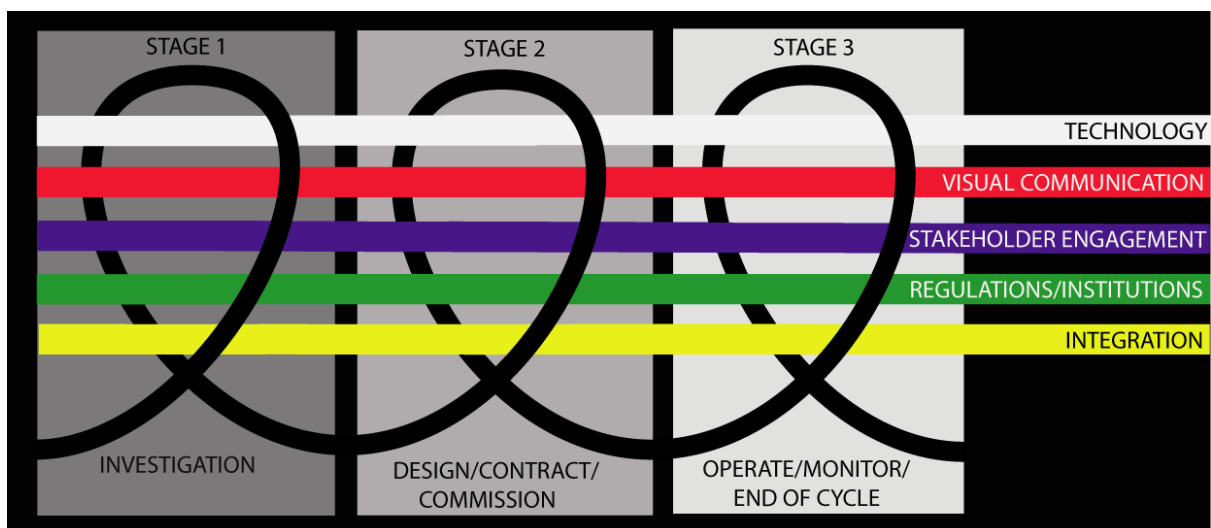 STAGE 1
STAGE 2
STAGE 3
TECHNOLOGY
VISUAL COMMUNICATION
STAKEHOLDER ENGAGEMENT
REGULATIONS/INSTITUTIONS
INTEGRATION
INVESTIGATION
DESIGN/CONTRACT/
COMMISSION
OPERATE/MONITOR/
END OF CYCLE